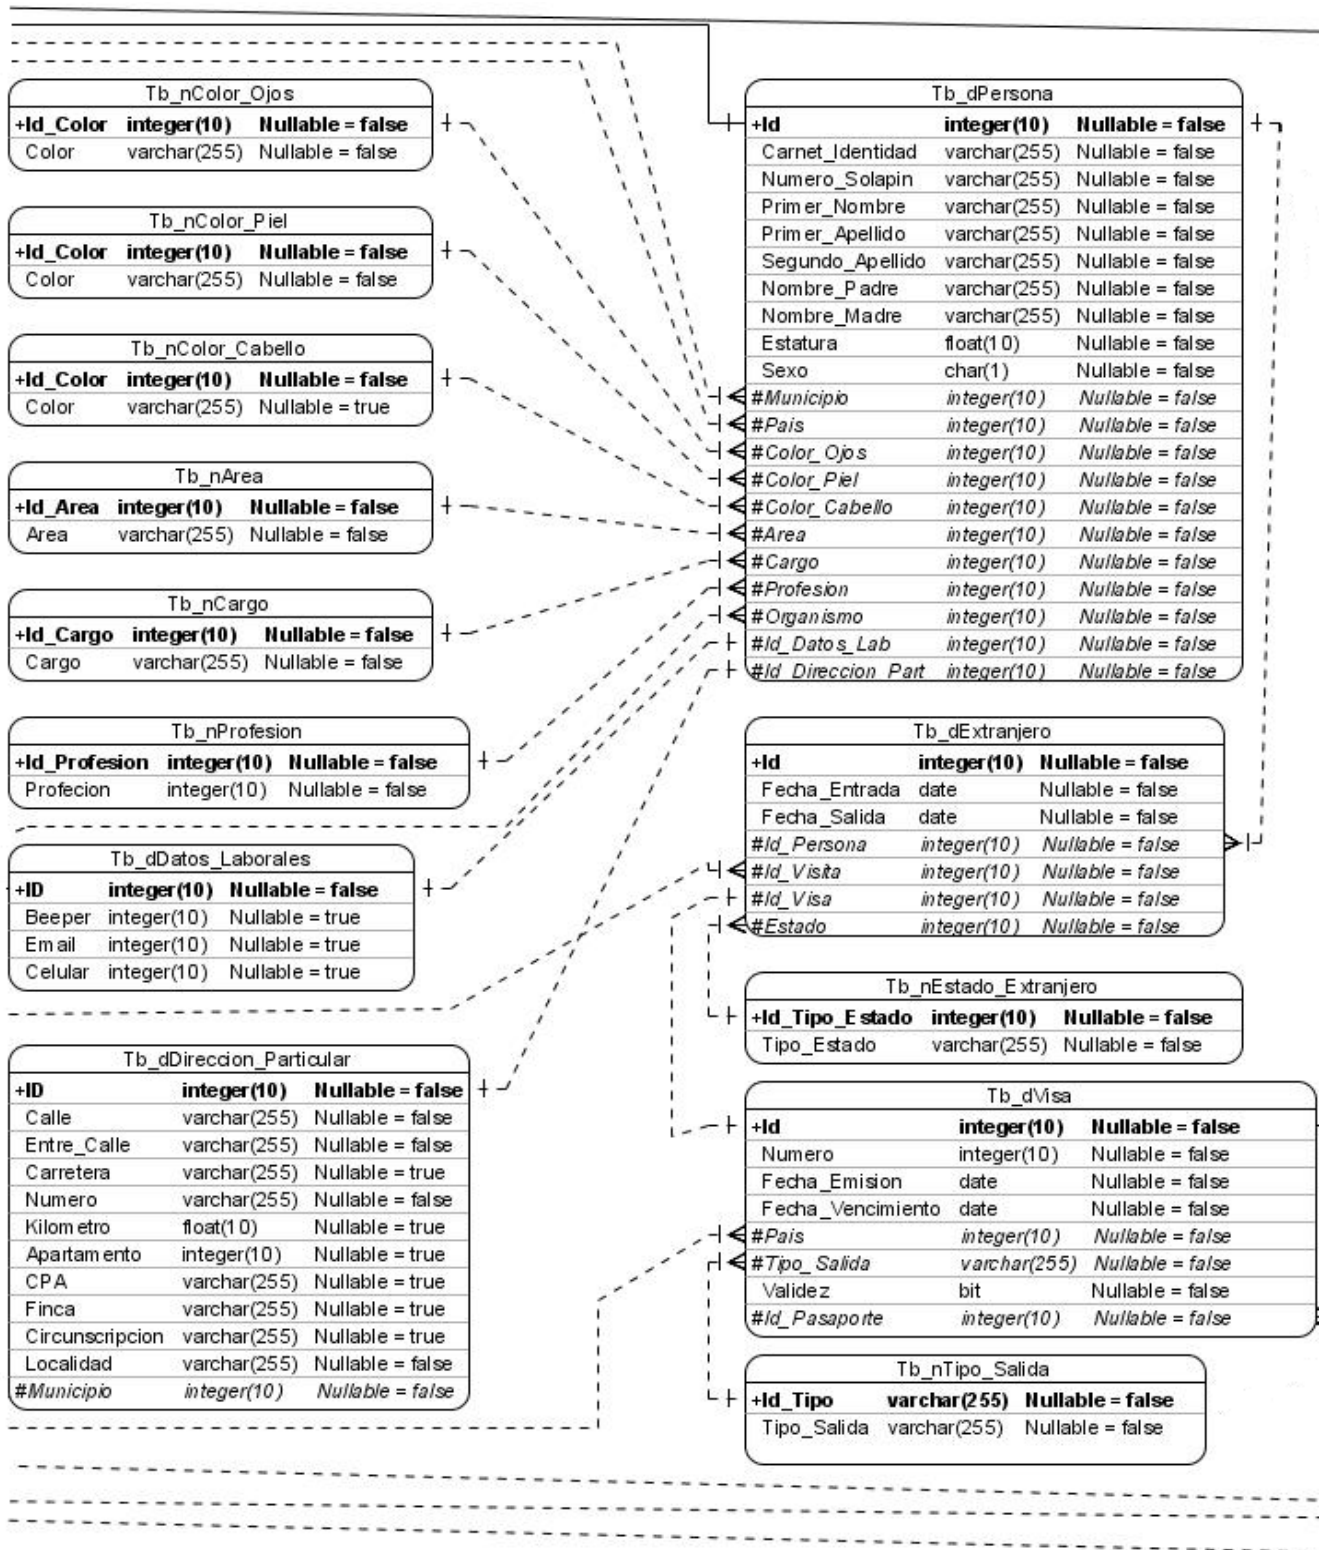 Tb_nColor_Ojos
+Id_Color integer(10) Nullable = false
Color varchar(255) Nullable = false
Tb_nColor_Piel
+Id_Color integer(10) Nullable = false
Color varchar(255) Nullable = false
Tb_nColor_Cabello
+Id_Color integer(10) Nullable = false
Color varchar(255) Nullable = true
Tb_nArea
+Id_Area integer(10) Nullable = false
Area varchar(255) Nullable = false
Tb_nCargo
+Id_Cargo integer(10) Nullable = false
Cargo varchar(255) Nullable = false
Tb_nProfesion
+Id_Profesion integer(10) Nullable = false
Profecion integer(10) Nullable = false
Tb_dDatos_Laborales
+ID integer(10) Nullable = false
Beeper integer(10) Nullable = true
Email integer(10) Nullable = true
Celular integer(10) Nullable = true
Tb_dDireccion_Particular
+ID integer(10) Nullable = false
Calle varchar(255) Nullable = false
Entre_Calle varchar(255) Nullable = false
Carretera varchar(255) Nullable = true
Numero varchar(255) Nullable = false
Kilometro float(10) Nullable = true
Apartamento integer(10) Nullable = true
CPA varchar(255) Nullable = true
Finca varchar(255) Nullable = true
Circunscripcion varchar(255) Nullable = true
Localidad varchar(255) Nullable = false
#Municipio integer(10) Nullable = false
Tb_dPersona
+Id integer(10) Nullable = false
Carnet_Identidad varchar(255) Nullable = false
Numero_Solapin varchar(255) Nullable = false
Primer_Nombre varchar(255) Nullable = false
Primer_Apellido varchar(255) Nullable = false
Segundo_Apellido varchar(255) Nullable = false
Nombre_Padre varchar(255) Nullable = false
Nombre_Madre varchar(255) Nullable = false
Estatura float(10) Nullable = false
Sexo char(1) Nullable = false
#Municipio integer(10) Nullable = false
#Pais integer(10) Nullable = false
#Color_Ojos integer(10) Nullable = false
#Color_Piel integer(10) Nullable = false
#Color_Cabello integer(10) Nullable = false
#Area integer(10) Nullable = false
#Cargo integer(10) Nullable = false
#Profesion integer(10) Nullable = false
#Organismo integer(10) Nullable = false
#Id_Datos_Lab integer(10) Nullable = false
#Id_Direccion_Part integer(10) Nullable = false
Tb_dExtranjero
+Id integer(10) Nullable = false
Fecha_Entrada date Nullable = false
Fecha_Salida date Nullable = false
#Id_Persona integer(10) Nullable = false
#Id_Visita integer(10) Nullable = false
#Id_Visa integer(10) Nullable = false
#Estado integer(10) Nullable = false
Tb_nEstado_Extranjero
+Id_Tipo_Estado integer(10) Nullable = false
Tipo_Estado varchar(255) Nullable = false
Tb_dVisa
+Id integer(10) Nullable = false
Numero integer(10) Nullable = false
Fecha_Emision date Nullable = false
Fecha_Vencimiento date Nullable = false
#Pais integer(10) Nullable = false
#Tipo_Salida varchar(255) Nullable = false
Validez bit Nullable = false
#Id_Pasaporte integer(10) Nullable = false
Tb_nTipo_Salida
+Id_Tipo varchar(255) Nullable = false
Tipo_Salida varchar(255) Nullable = false